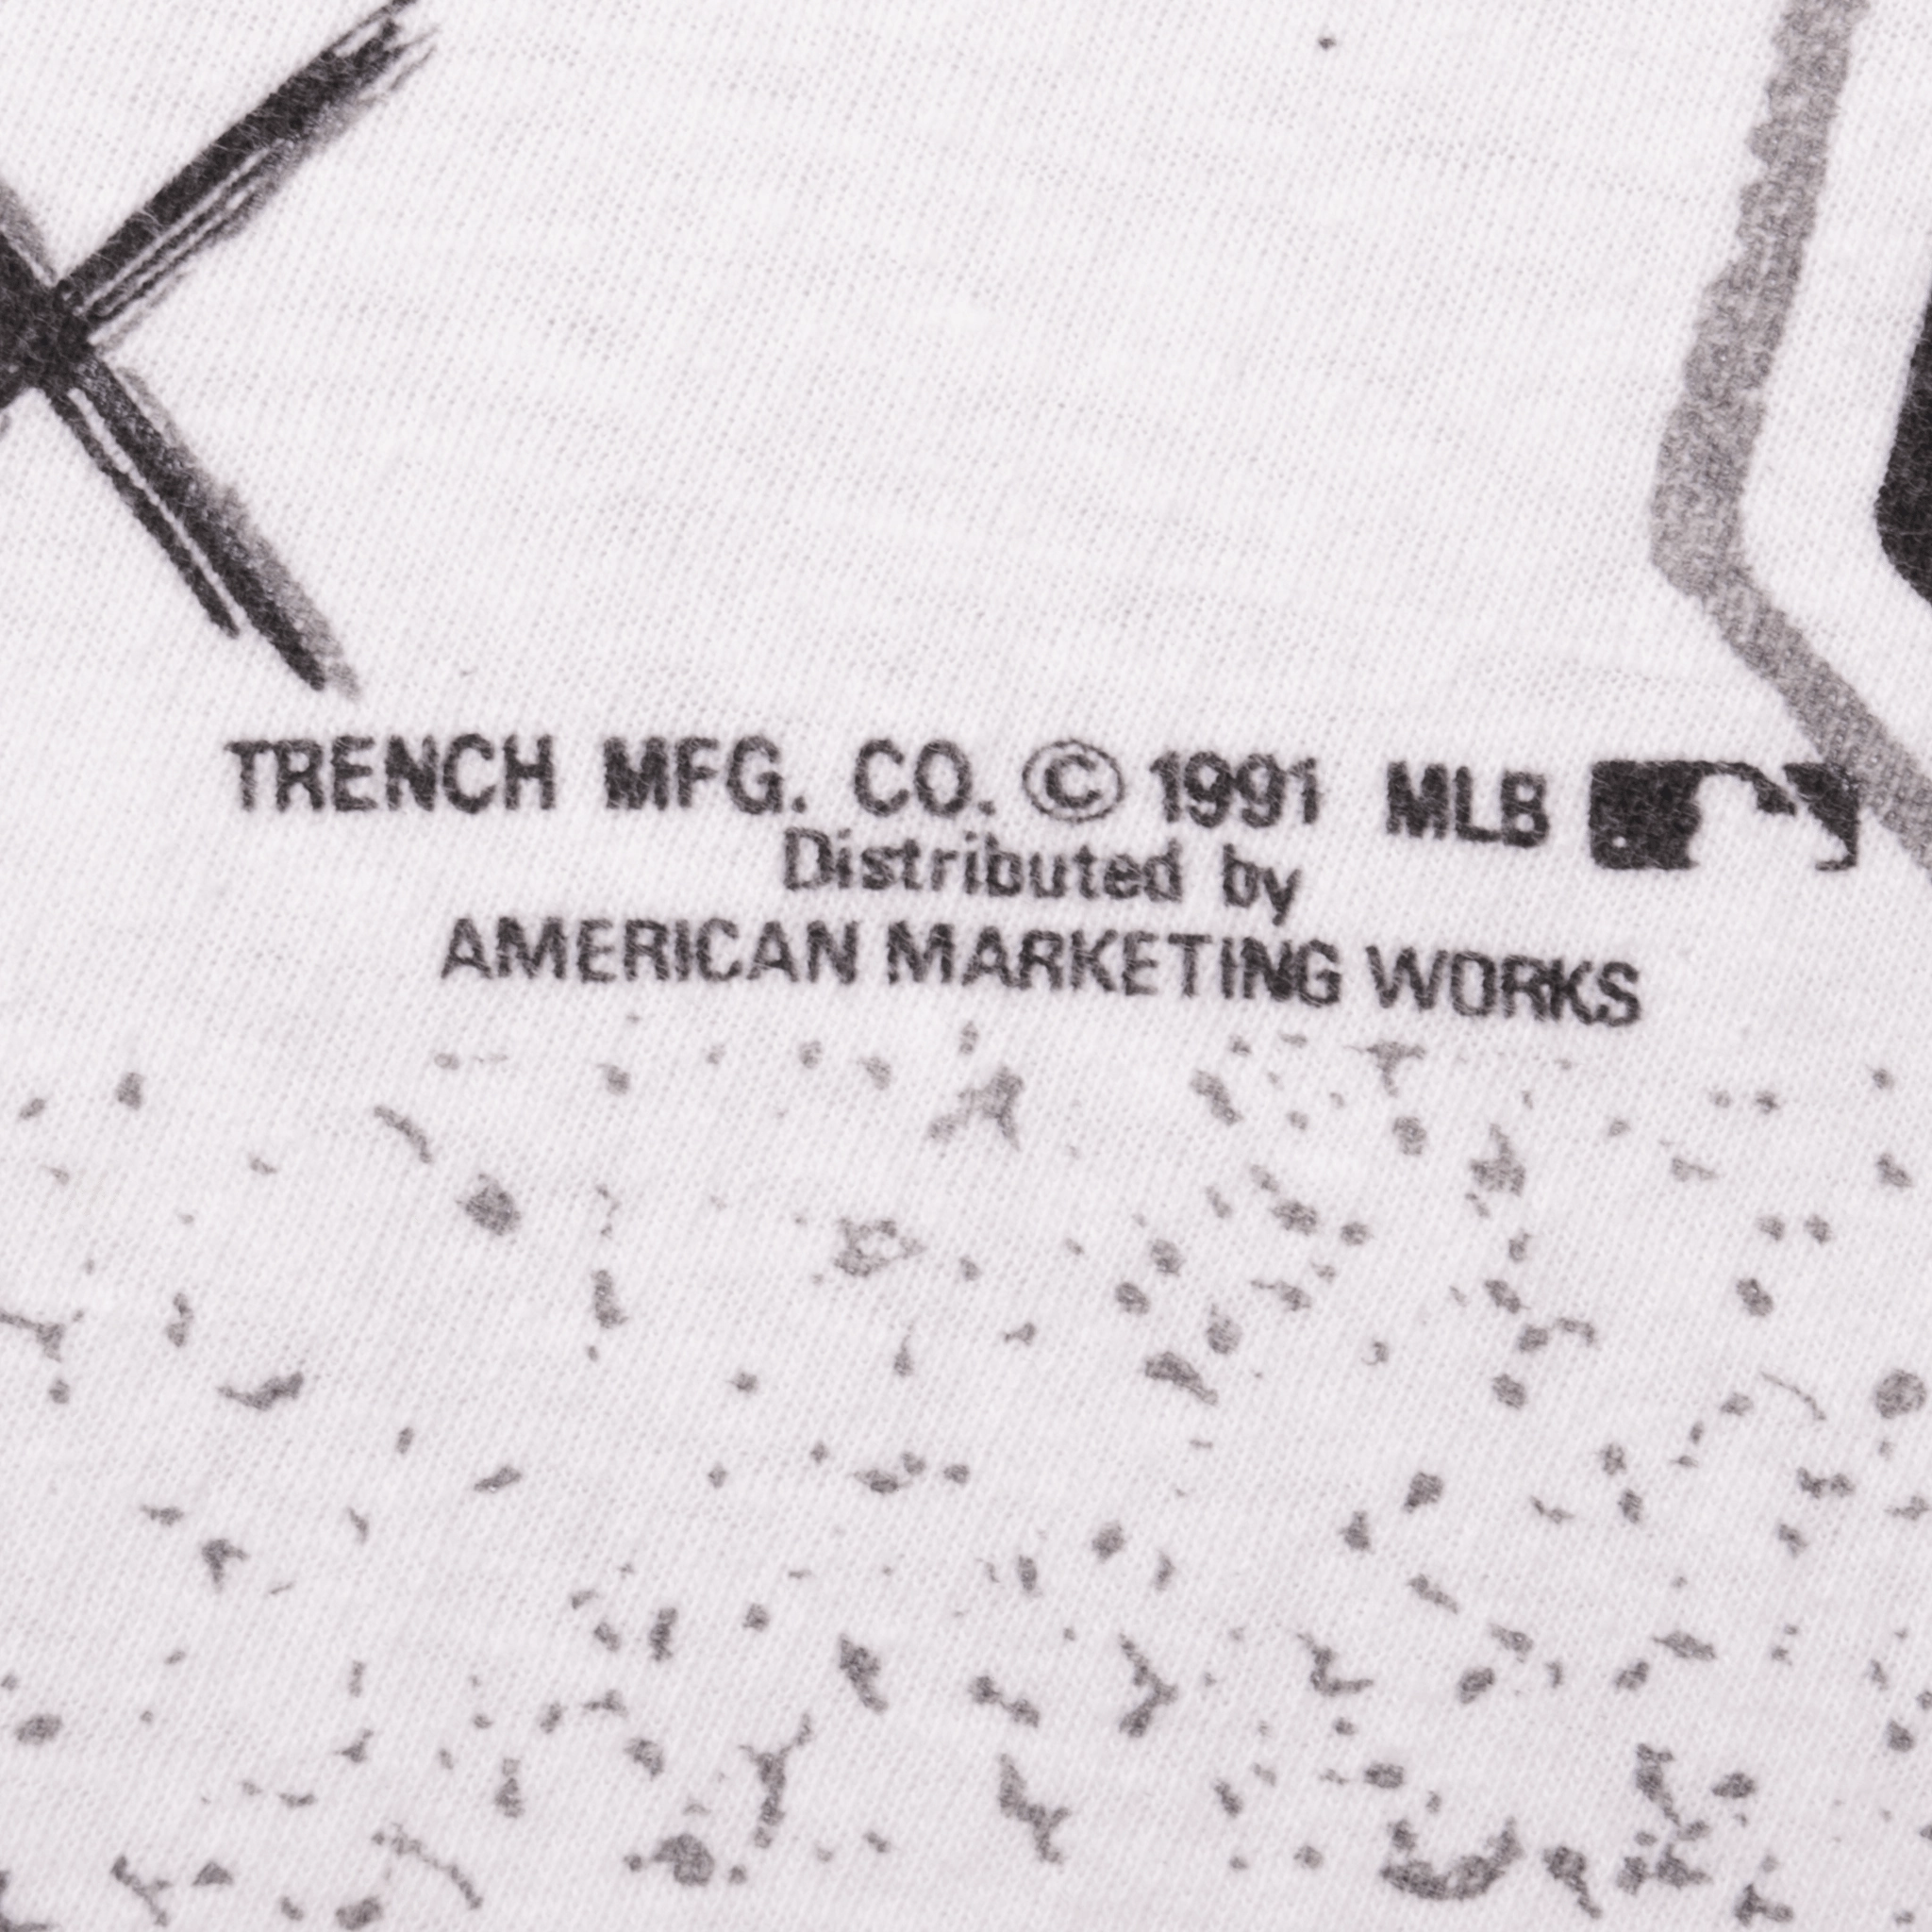 TRENCH MFG. CO. © 1991 MLB
Distributed by
AMERICAN MARKETING WORKS